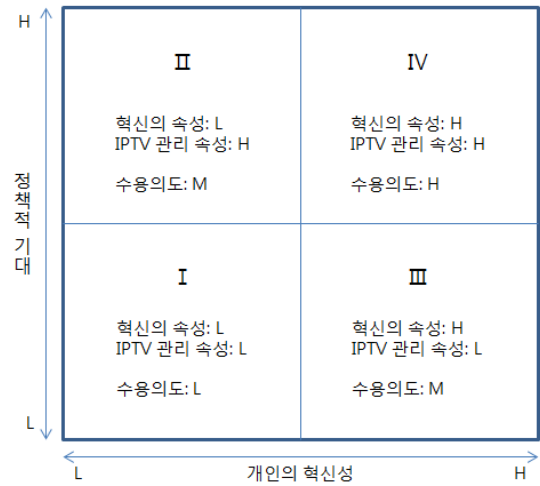 H
Ⅱ
Ⅳ
혁신의 속성: L
IPTV 관리 속성: H
수용의도: M
혁신의 속성: H
IPTV 관리 속성: H
수용의도: H
정책적 기대
Ⅰ
Ⅲ
혁신의 속성: L
IPTV 관리 속성: L
수용의도: L
혁신의 속성: H
IPTV 관리 속성: L
수용의도: M
L
L
개인의 혁신성
H